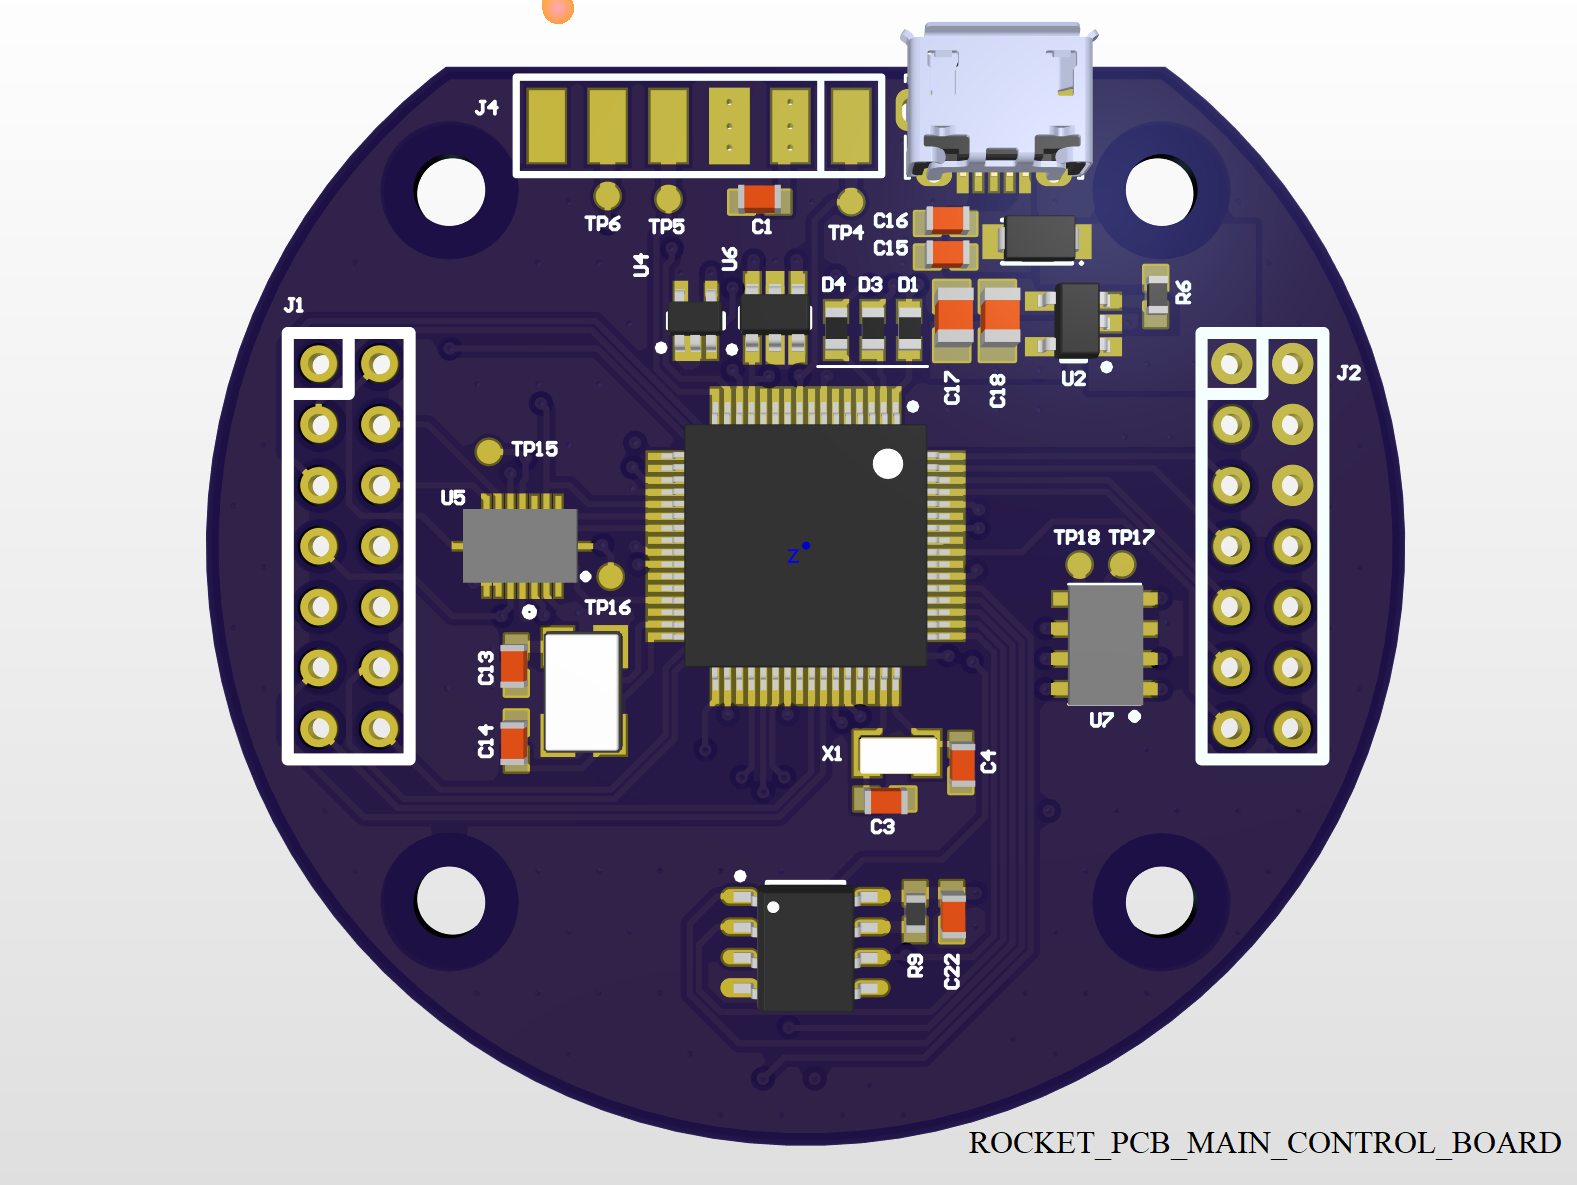 J4
TP6
TP5
C1
TP4
C16
C15
U4
U6
D4
D3
D1
R6
J1
C17
C18
U2
J2
TP15
U5
Z
TP18
TP17
TP16
C13
C14
U7
X1
C4
C3
R9
C22
ROCKET_PCB_MAIN_CONTROL_BOARD